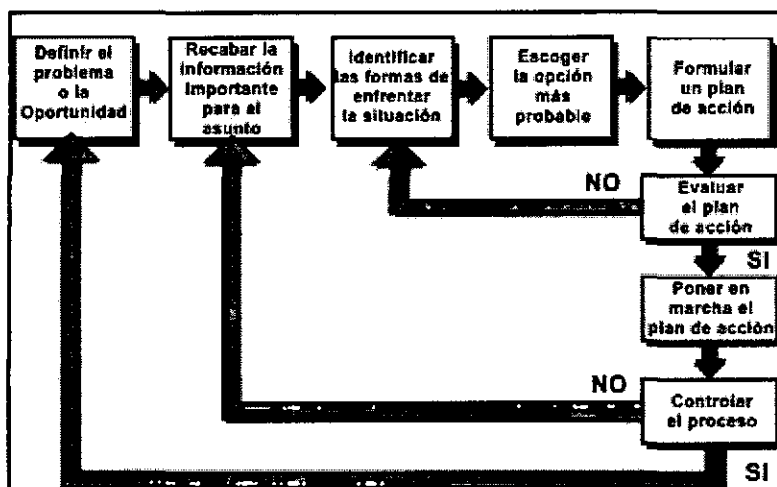 Definir el
problema
o la
Oportunidad
Recabar la
información
importante
para el
asunto
Identificar
las formas de
enfrentar
la situación
Escoger
la opción
más
probable
Formular
un plan
de acción
NO
Evaluar
el plan
de acción
SI
Poner en
marcha el
plan de acción
NO
Controlar
el proceso
SI